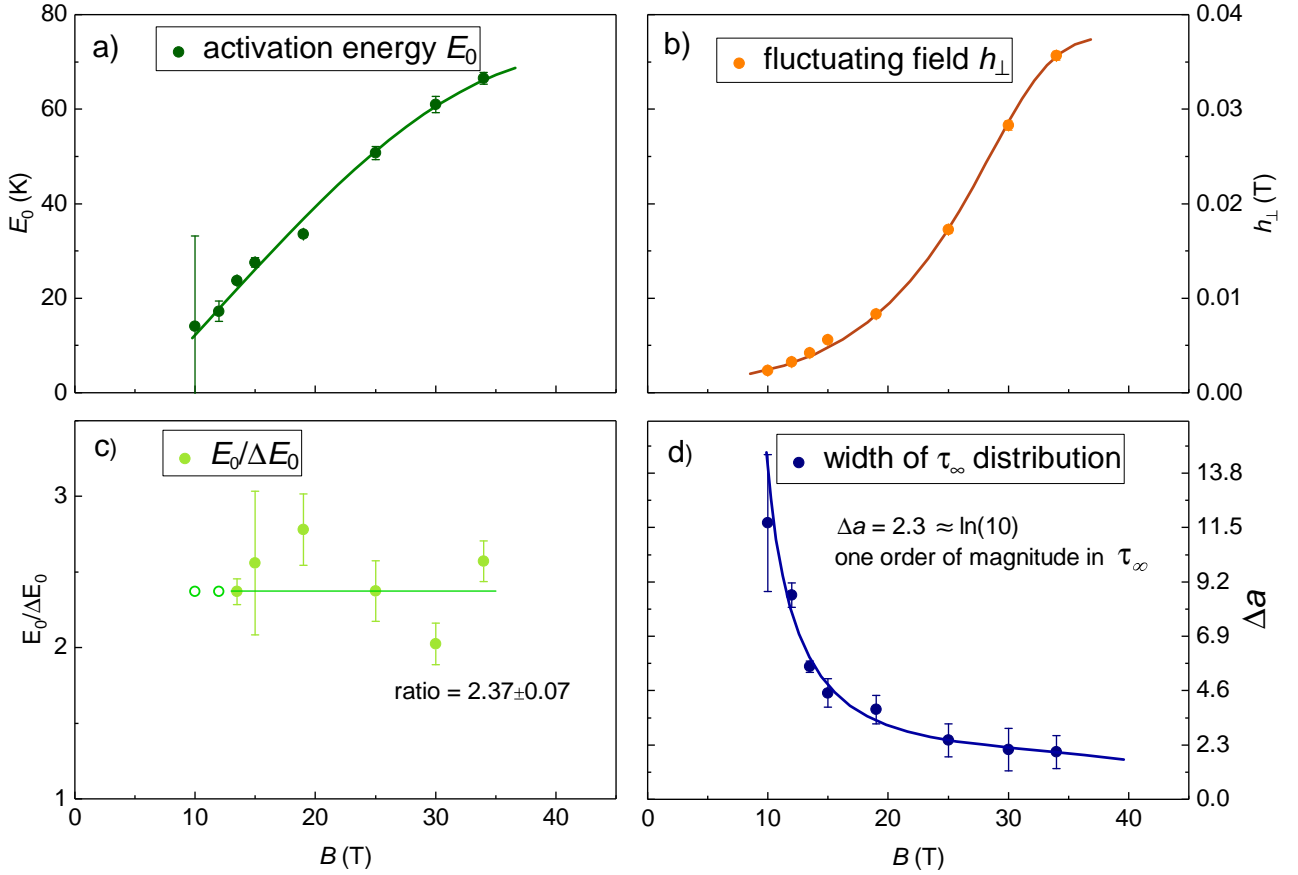 a)
activation energy E₀
80
60
40
20
0
E₀ (K)
b)
fluctuating field h⊥
0.04
0.03
0.02
0.01
0.00
h⊥ (T)
c)
E₀/ΔE₀
3
2
1
E₀/ΔE₀
ratio = 2.37±0.07
0 10 20 30 40
B (T)
d)
width of τ∞ distribution
Δa = 2.3 ≈ ln(10)
one order of magnitude in τ∞
13.8
11.5
9.2
6.9
4.6
2.3
0.0
Δa
0 10 20 30 40
B (T)